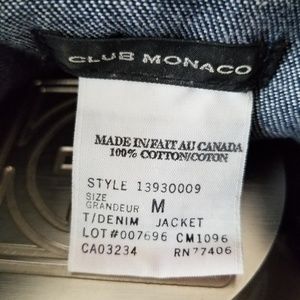 CLUB MONACO
MADE IN/FAIT AU CANADA
100% COTTON/COTON
STYLE 13930009
SIZE
GRANDEUR M
T/DENIM JACKET
LOT#007696 CM1096
CA03234 RN77406